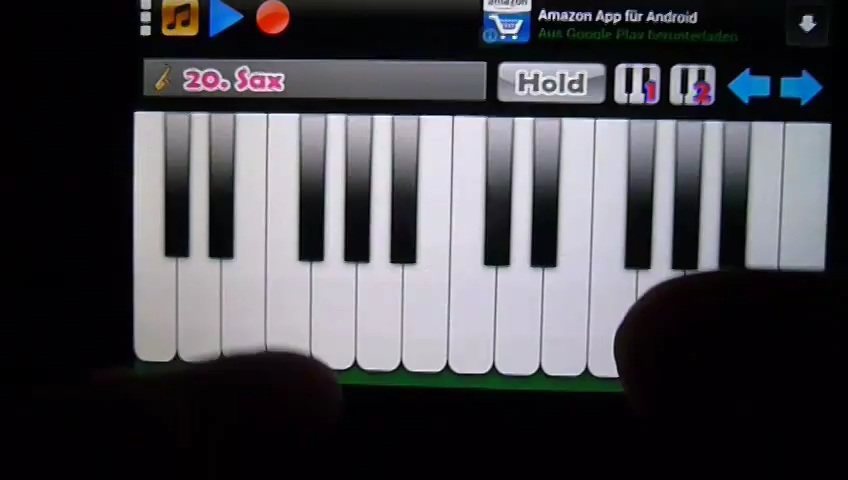 amazon
Amazon App für Android
Aus Google Play herunterladen
20. Sax
Hold
1
2